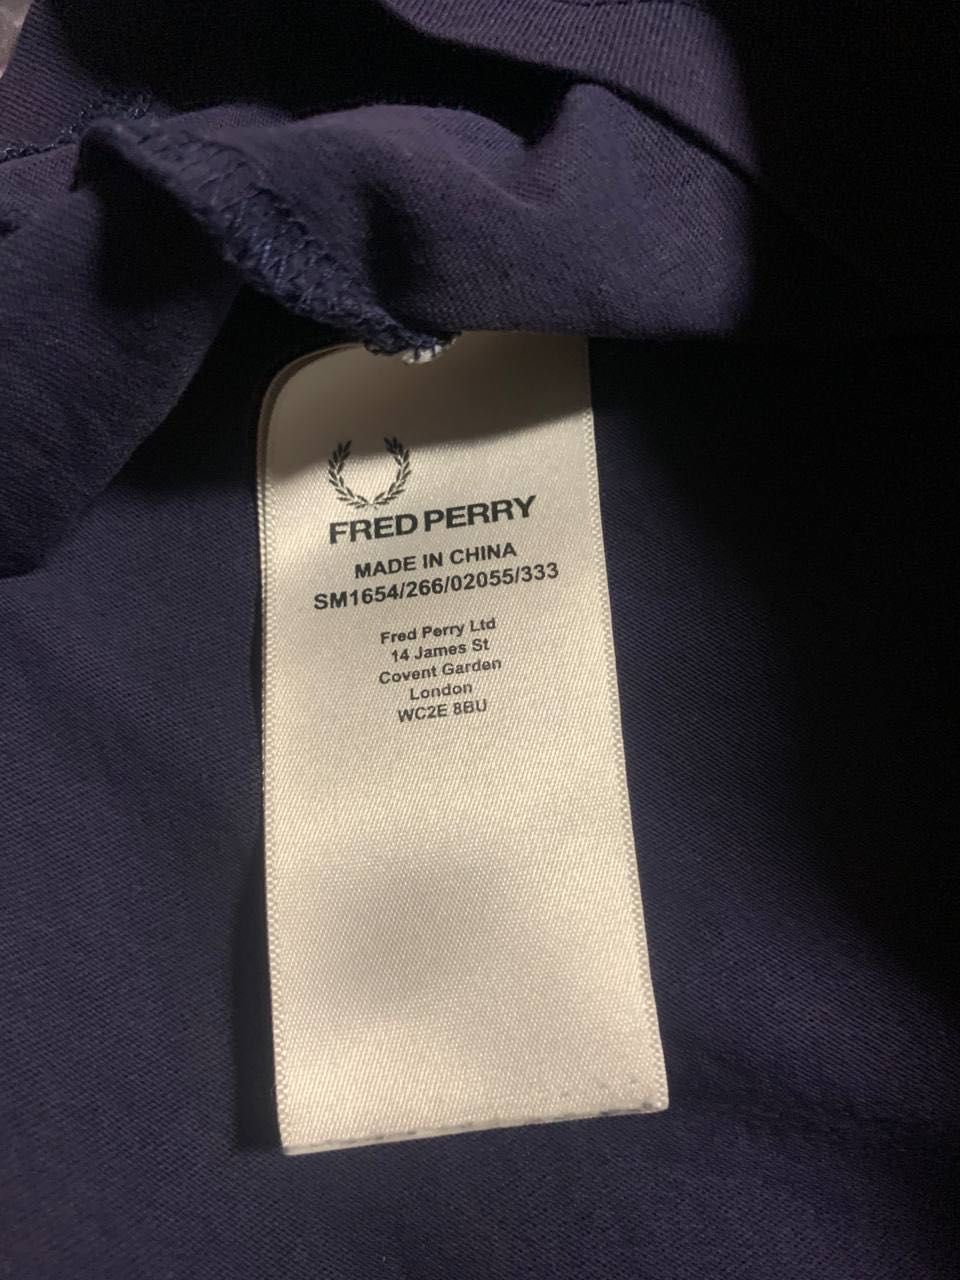 FRED PERRY
MADE IN CHINA
SM1654/266/02055/333
Fred Perry Ltd
14 James St
Covent Garden
London
WC2E 8BU